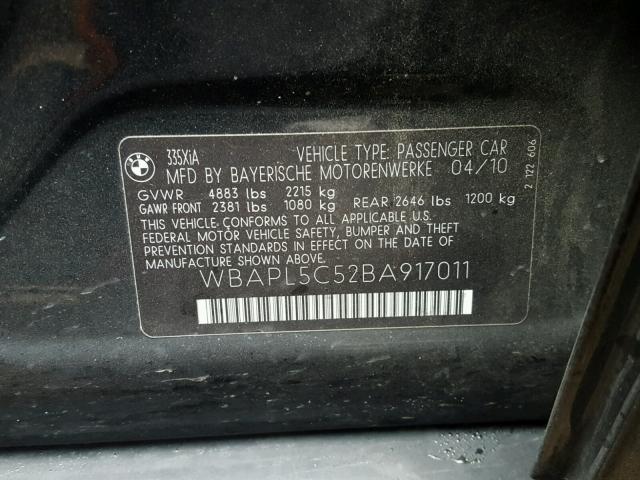 BMW
335XiA VEHICLE TYPE: PASSENGER CAR
MFD BY BAYERISCHE MOTORENWERKE 04/10
GVWR 4883 lbs 2215 kg
GAWR FRONT 2381 lbs 1080 kg REAR 2646 lbs 1200 kg
THIS VEHICLE CONFORMS TO ALL APPLICABLE U.S.
FEDERAL MOTOR VEHICLE SAFETY, BUMPER AND THEFT
PREVENTION STANDARDS IN EFFECT ON THE DATE OF
MANUFACTURE SHOWN ABOVE.
WBAPL5C52BA917011
2 122 606